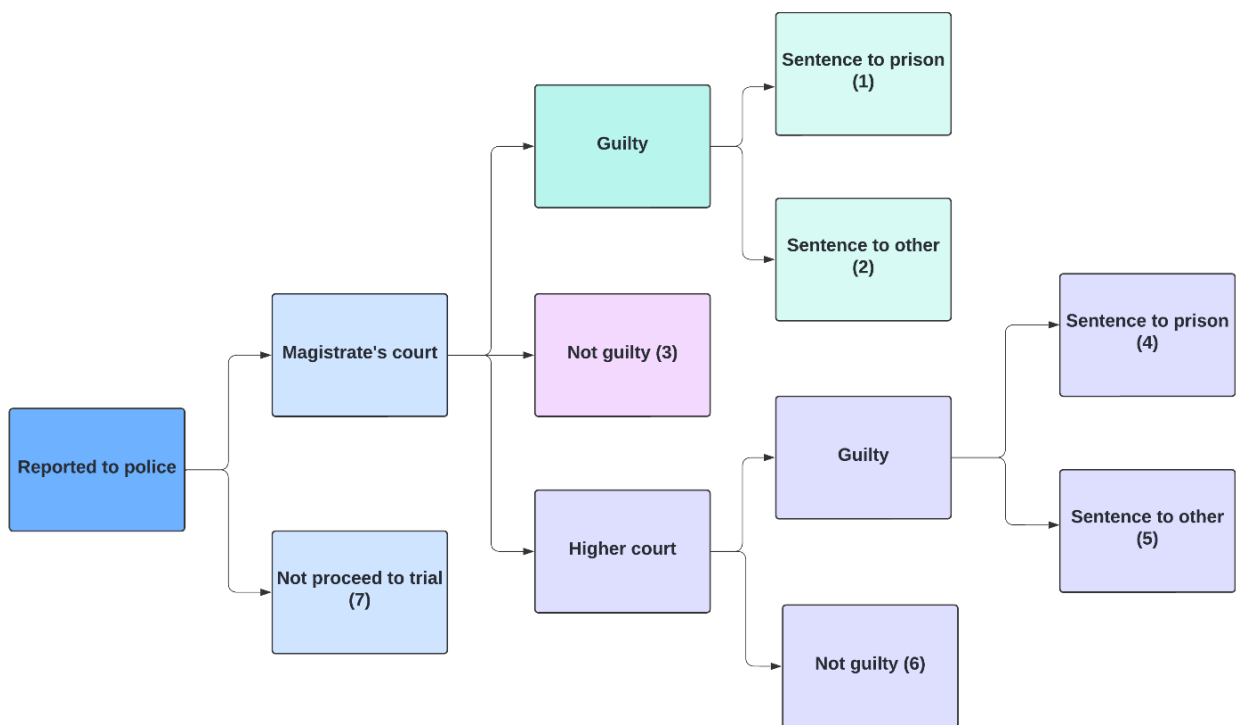 Sentence to prison
(1)
Guilty
Sentence to other
(2)
Magistrate's court
Not guilty (3)
Sentence to prison
(4)
Reported to police
Guilty
Sentence to other
(5)
Higher court
Not proceed to trial
(7)
Not guilty (6)